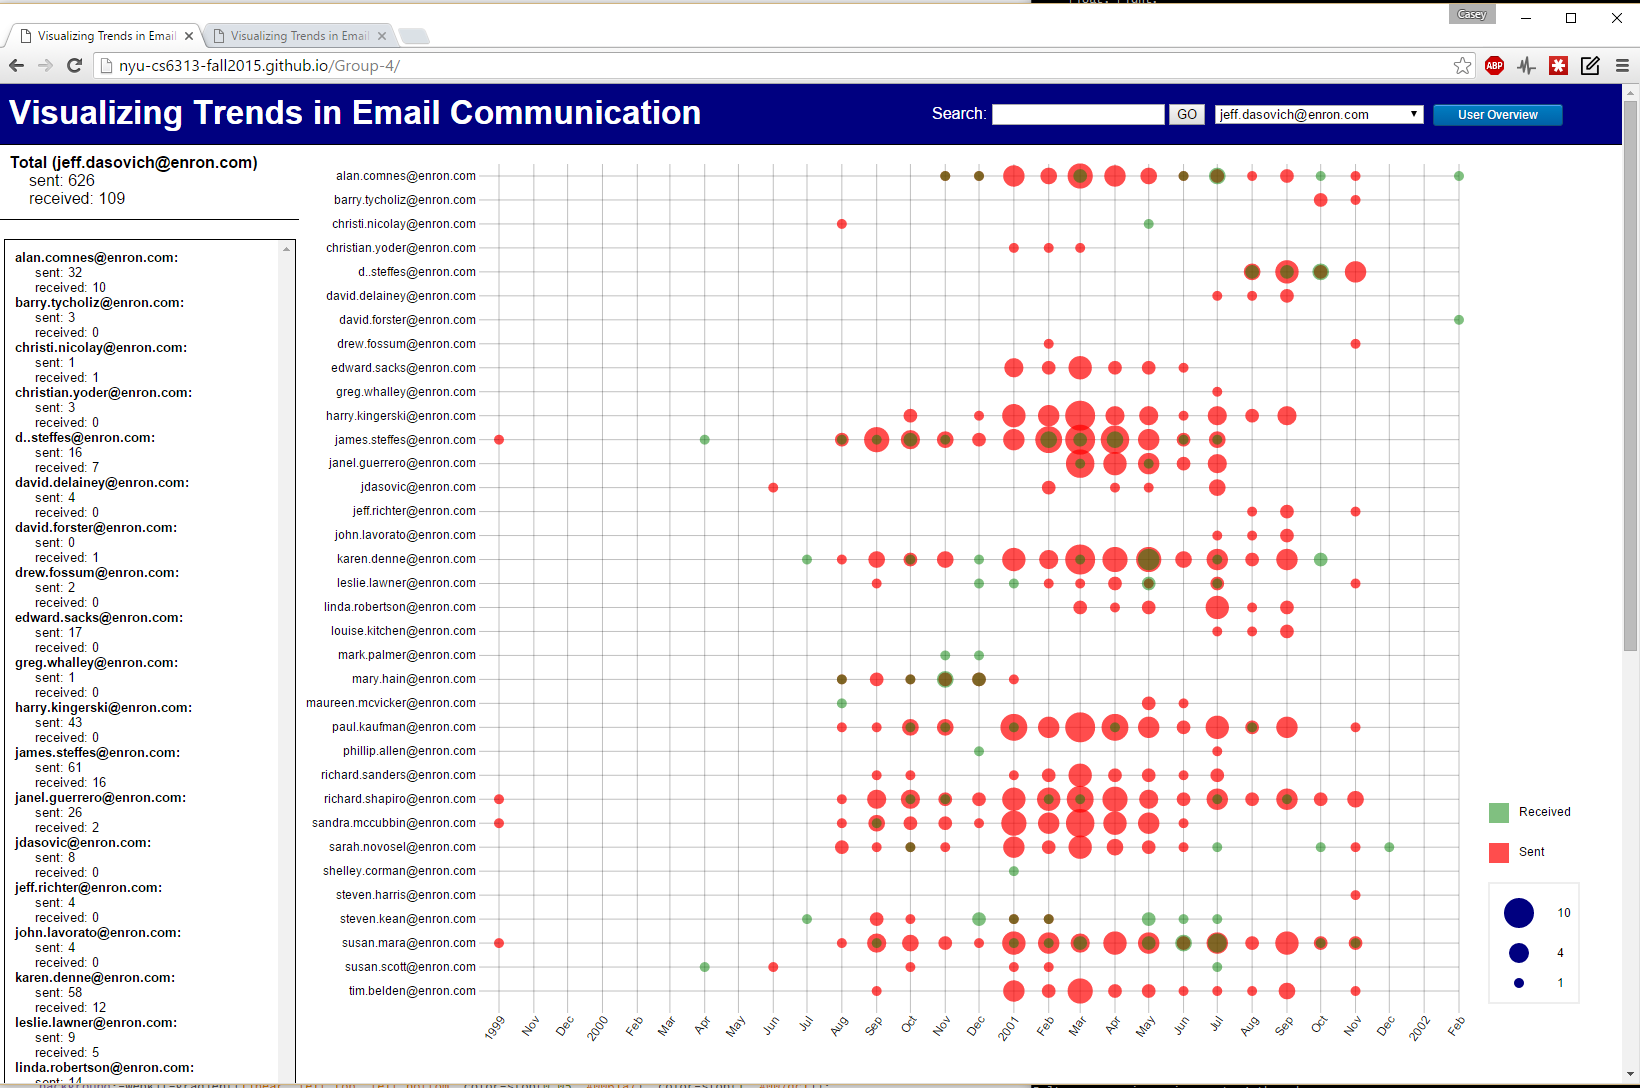 Casey
Visualizing Trends in Email
Visualizing Trends in Email
nyu-cs6313-fall2015.github.io/Group-4/
ABP
Visualizing Trends in Email Communication
Search: GO jeff.dasovich@enron.com User Overview
Total (jeff.dasovich@enron.com)
sent: 626
received: 109
alan.comnes@enron.com:
sent: 32
received: 10
barry.tycholiz@enron.com:
sent: 3
received: 0
christi.nicolay@enron.com:
sent: 1
received: 1
christian.yoder@enron.com:
sent: 3
received: 0
d..steffes@enron.com:
sent: 16
received: 7
david.delainey@enron.com:
sent: 4
received: 0
david.forster@enron.com:
sent: 0
received: 1
drew.fossum@enron.com:
sent: 2
received: 0
edward.sacks@enron.com:
sent: 17
received: 0
greg.whalley@enron.com:
sent: 1
received: 0
harry.kingerski@enron.com:
sent: 43
received: 0
james.steffes@enron.com:
sent: 61
received: 16
janel.guerrero@enron.com:
sent: 26
received: 2
jdasovic@enron.com:
sent: 8
received: 0
jeff.richter@enron.com:
sent: 4
received: 0
john.lavorato@enron.com:
sent: 4
received: 0
karen.denne@enron.com:
sent: 58
received: 12
leslie.lawner@enron.com:
sent: 9
received: 5
linda.robertson@enron.com:
sent: 14
alan.comnes@enron.com
barry.tycholiz@enron.com
christi.nicolay@enron.com
christian.yoder@enron.com
d..steffes@enron.com
david.delainey@enron.com
david.forster@enron.com
drew.fossum@enron.com
edward.sacks@enron.com
greg.whalley@enron.com
harry.kingerski@enron.com
james.steffes@enron.com
janel.guerrero@enron.com
jdasovic@enron.com
jeff.richter@enron.com
john.lavorato@enron.com
karen.denne@enron.com
leslie.lawner@enron.com
linda.robertson@enron.com
louise.kitchen@enron.com
mark.palmer@enron.com
mary.hain@enron.com
maureen.mcvicker@enron.com
paul.kaufman@enron.com
phillip.allen@enron.com
richard.sanders@enron.com
richard.shapiro@enron.com
sandra.mccubbin@enron.com
sarah.novosel@enron.com
shelley.corman@enron.com
steven.harris@enron.com
steven.kean@enron.com
susan.mara@enron.com
susan.scott@enron.com
tim.belden@enron.com
1999 Nov Dec 2000 Feb Mar Apr May Jun Jul Aug Sep Oct Nov Dec 2001 Feb Mar Apr May Jun Jul Aug Sep Oct Nov Dec 2002 Feb
Received
Sent
10
4
1